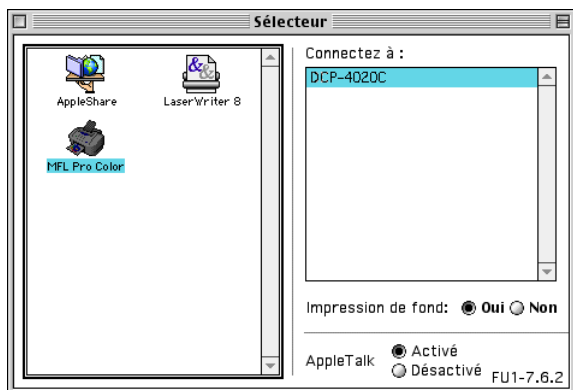 Sélecteur
AppleShare
LaserWriter 8
MFL Pro Color
Connectez à :
DCP-4020C
Impression de fond: Oui Non
AppleTalk
Activé
Désactivé
FU1-7.6.2